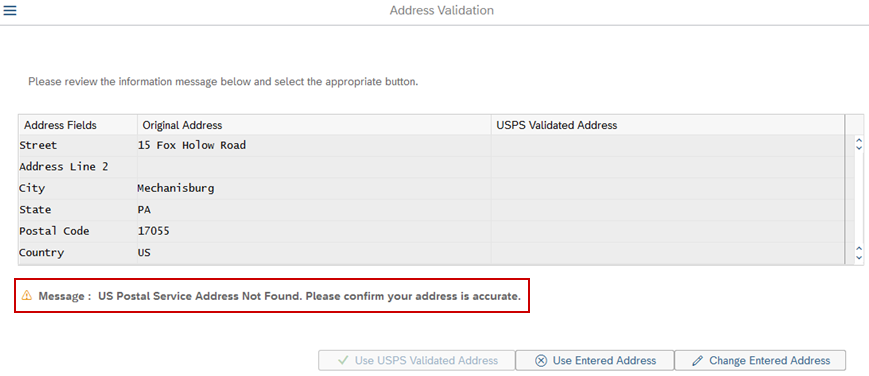 Address Validation
Please review the information message below and select the appropriate button.
Address Fields Original Address USPS Validated Address
Street 15 Fox Holow Road
Address Line 2
City Mechanisburg
State PA
Postal Code 17055
Country US
Message : US Postal Service Address Not Found. Please confirm your address is accurate.
Use USPS Validated Address Use Entered Address Change Entered Address